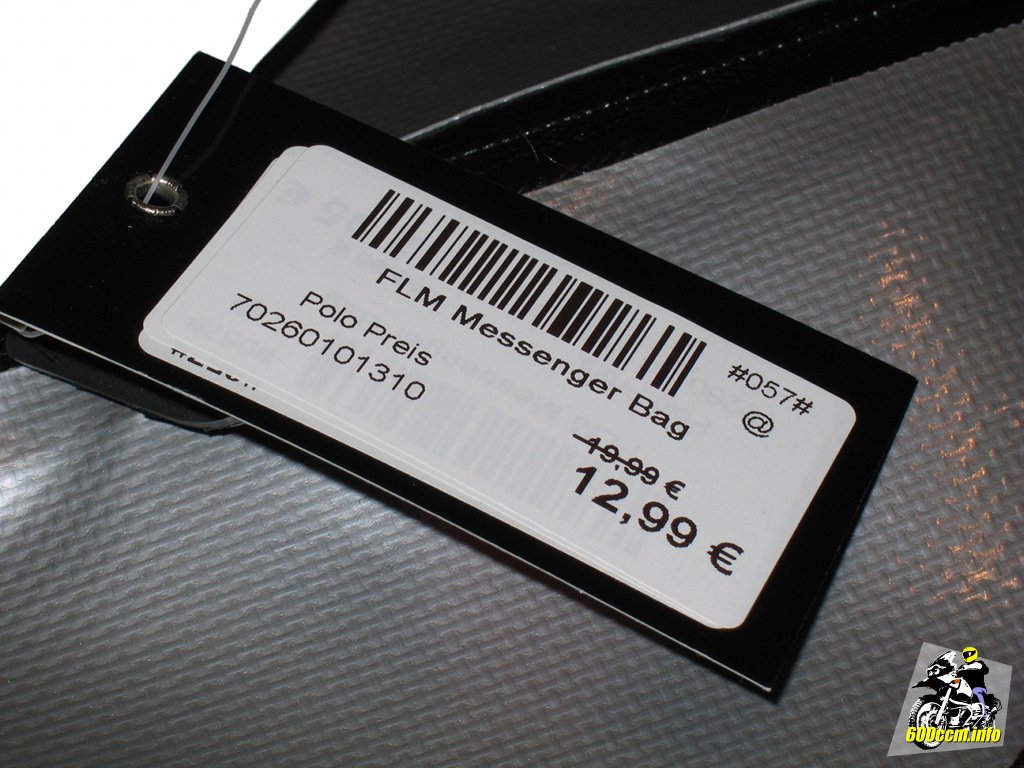 FLM Messenger Bag
#057#
Polo Preis
@
70260101310
19,99 €
12,99 €
600ccm.info